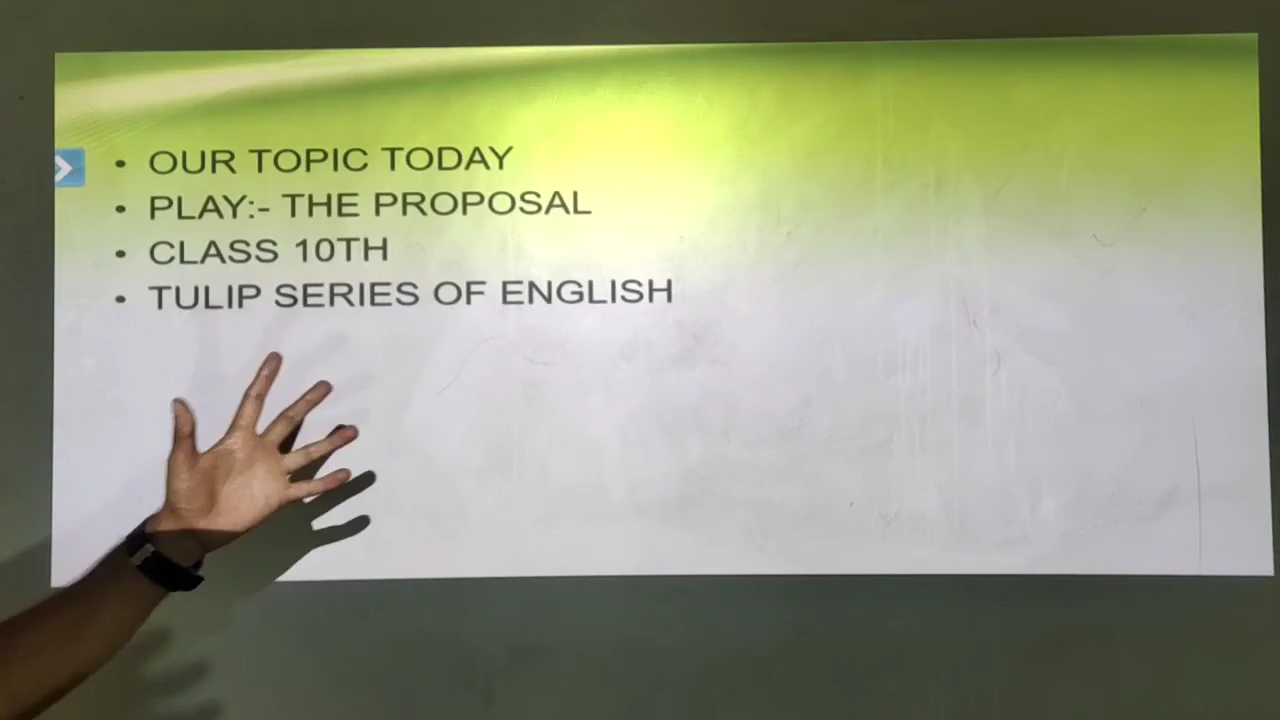 • OUR TOPIC TODAY
• PLAY:- THE PROPOSAL
• CLASS 10TH
• TULIP SERIES OF ENGLISH